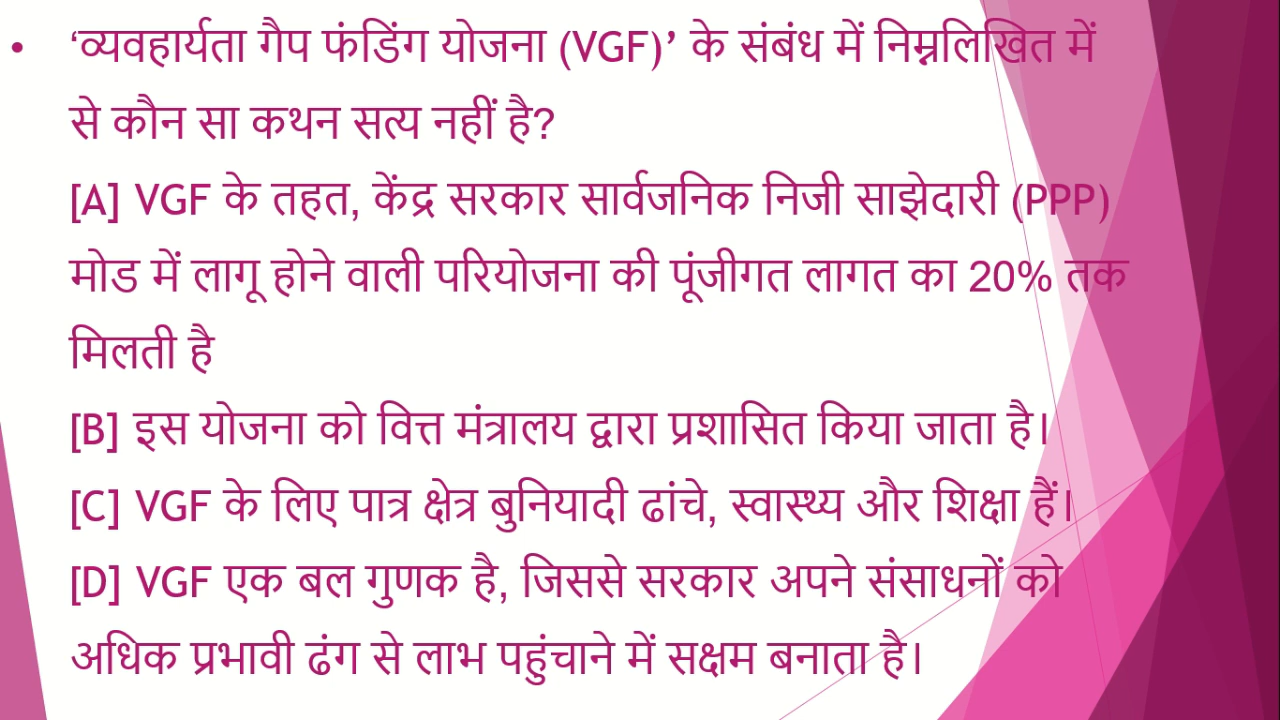 • ‘व्यवहार्यता गैप फंडिंग योजना (VGF)’ के संबंध में निम्नलिखित में
से कौन सा कथन सत्य नहीं है?
[A] VGF के तहत, केंद्र सरकार सार्वजनिक निजी साझेदारी (PPP)
मोड में लागू होने वाली परियोजना की पूंजीगत लागत का 20% तक
मिलती है
[B] इस योजना को वित्त मंत्रालय द्वारा प्रशासित किया जाता है।
[C] VGF के लिए पात्र क्षेत्र बुनियादी ढांचे, स्वास्थ्य और शिक्षा हैं।
[D] VGF एक बल गुणक है, जिससे सरकार अपने संसाधनों को
अधिक प्रभावी ढंग से लाभ पहुंचाने में सक्षम बनाता है।